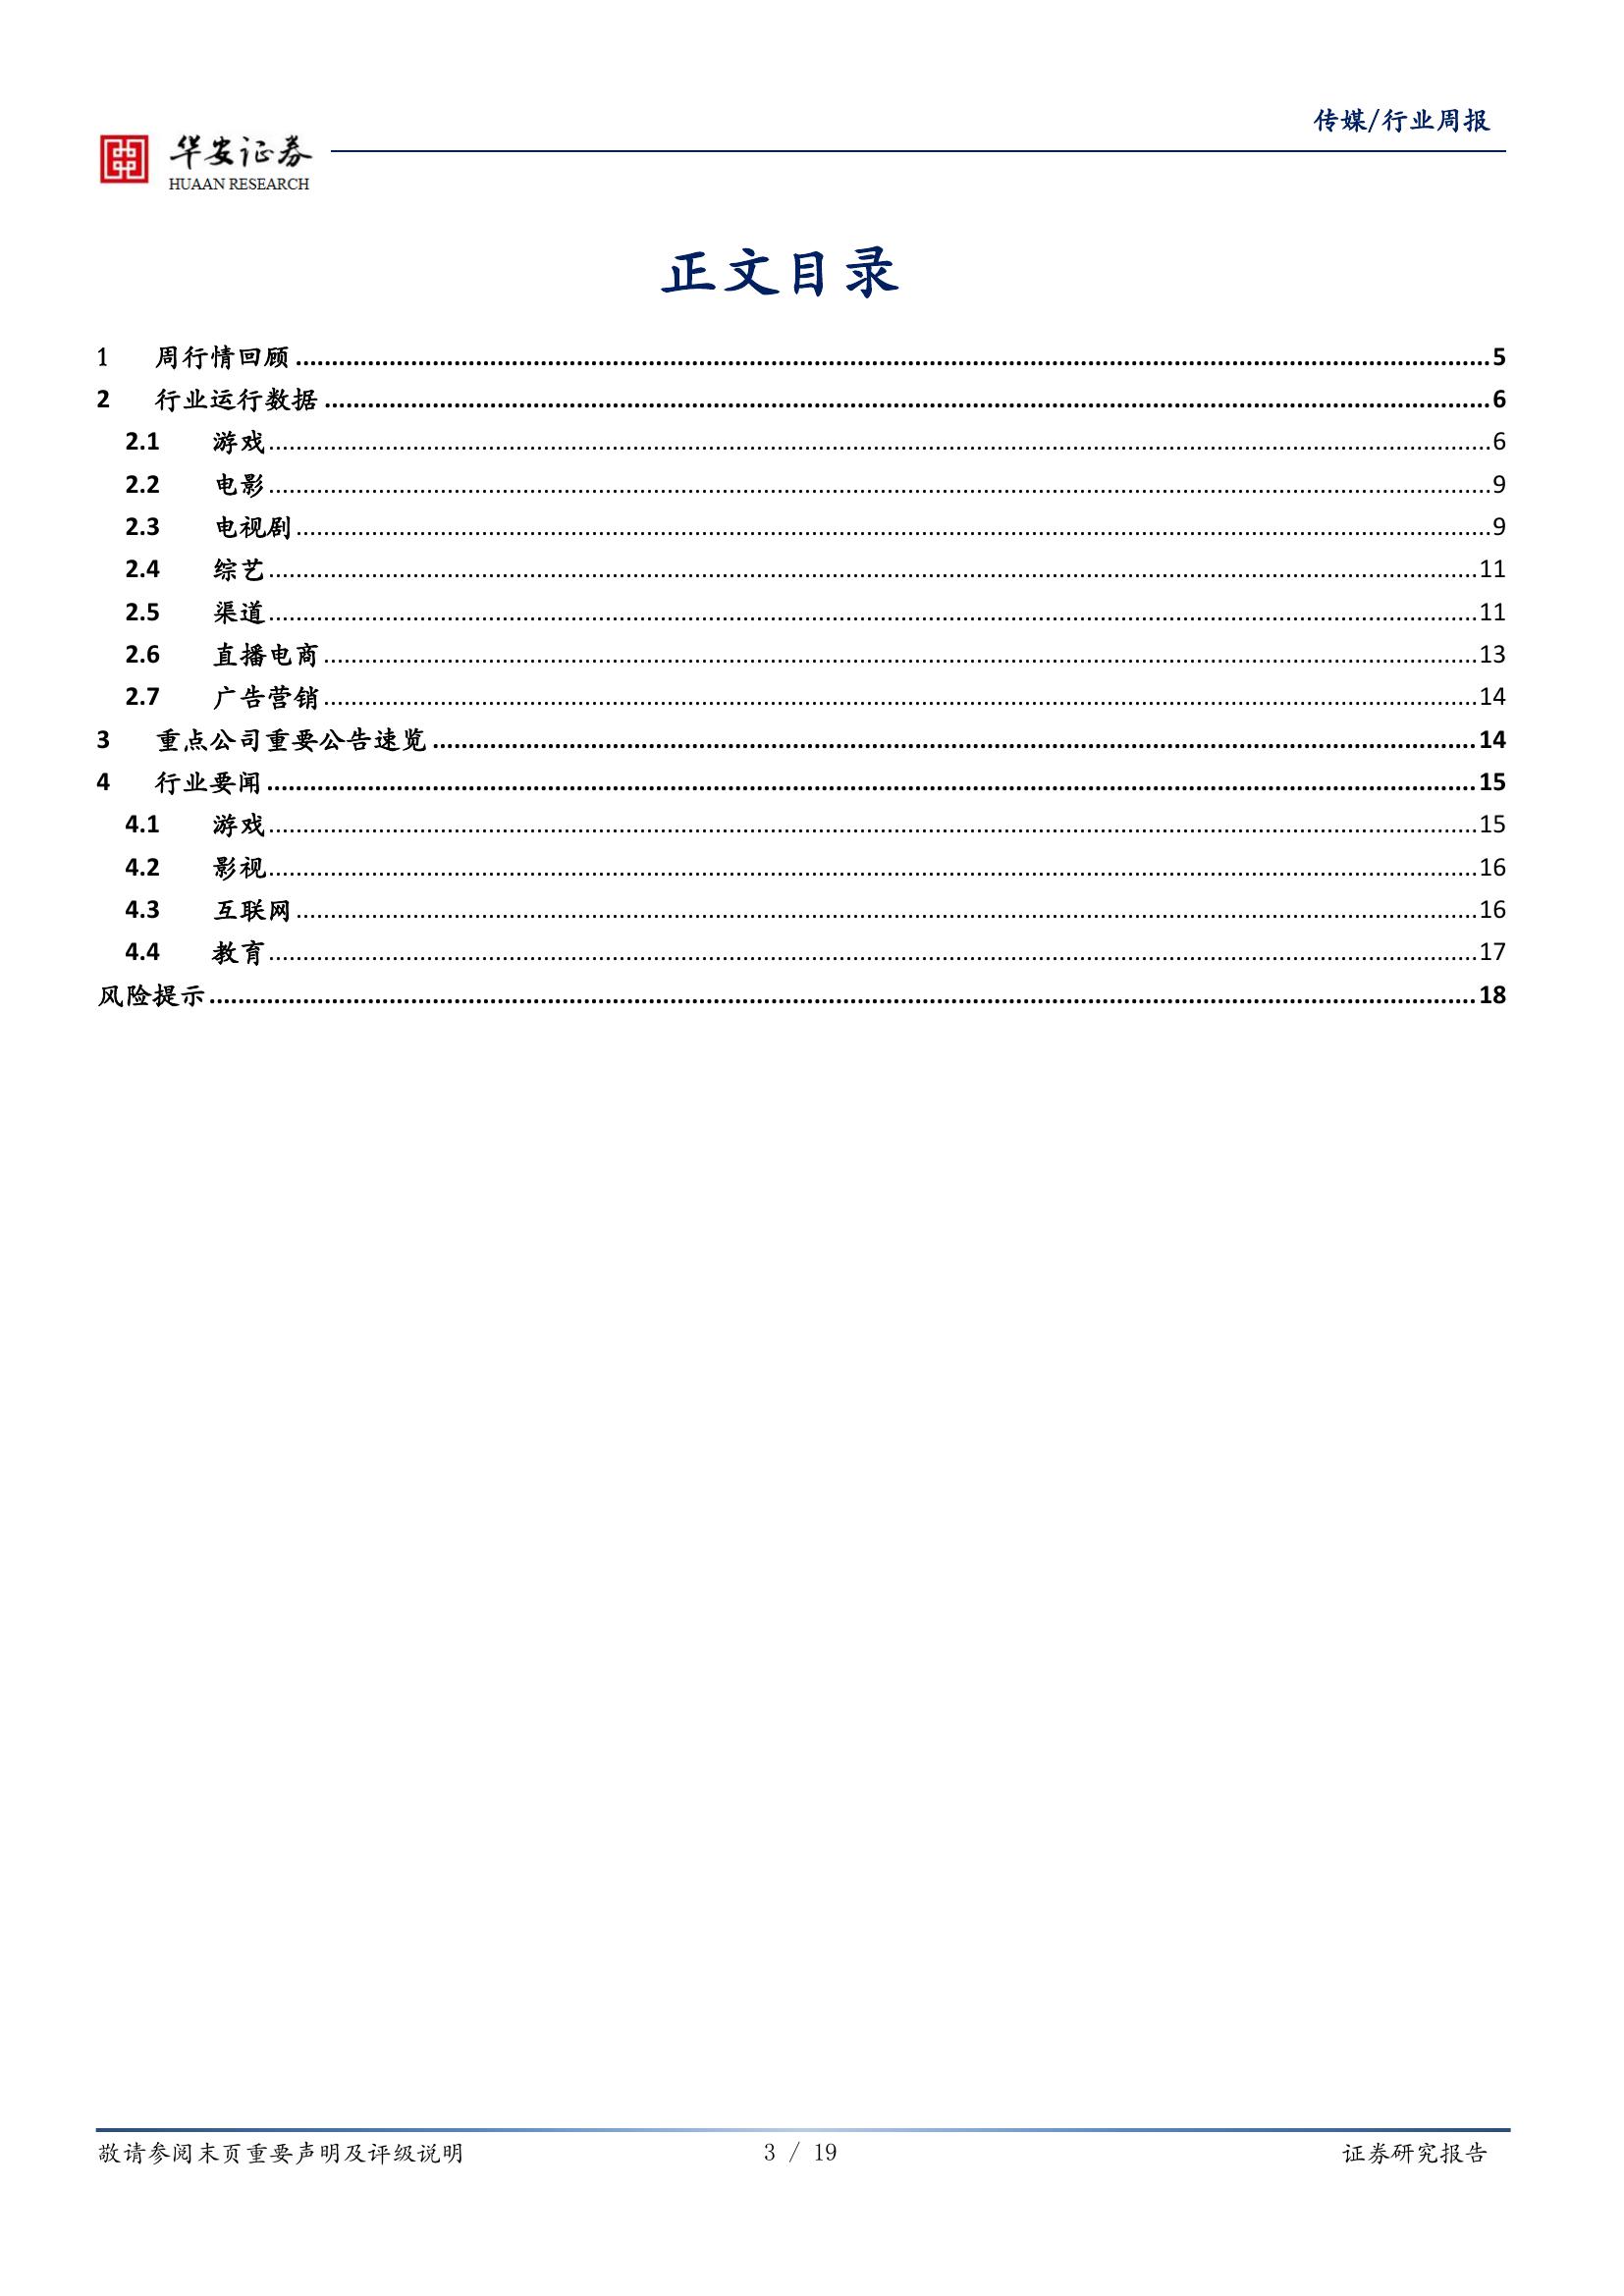 传媒/行业周报
华安证券
HUAAN RESEARCH
正文目录
1 周行情回顾 5
2 行业运行数据 6
2.1 游戏 6
2.2 电影 9
2.3 电视剧 9
2.4 综艺 11
2.5 渠道 11
2.6 直播电商 13
2.7 广告营销 14
3 重点公司重要公告速览 14
4 行业要闻 15
4.1 游戏 15
4.2 影视 16
4.3 互联网 16
4.4 教育 17
风险提示 18
敬请参阅末页重要声明及评级说明 3 / 19 证券研究报告